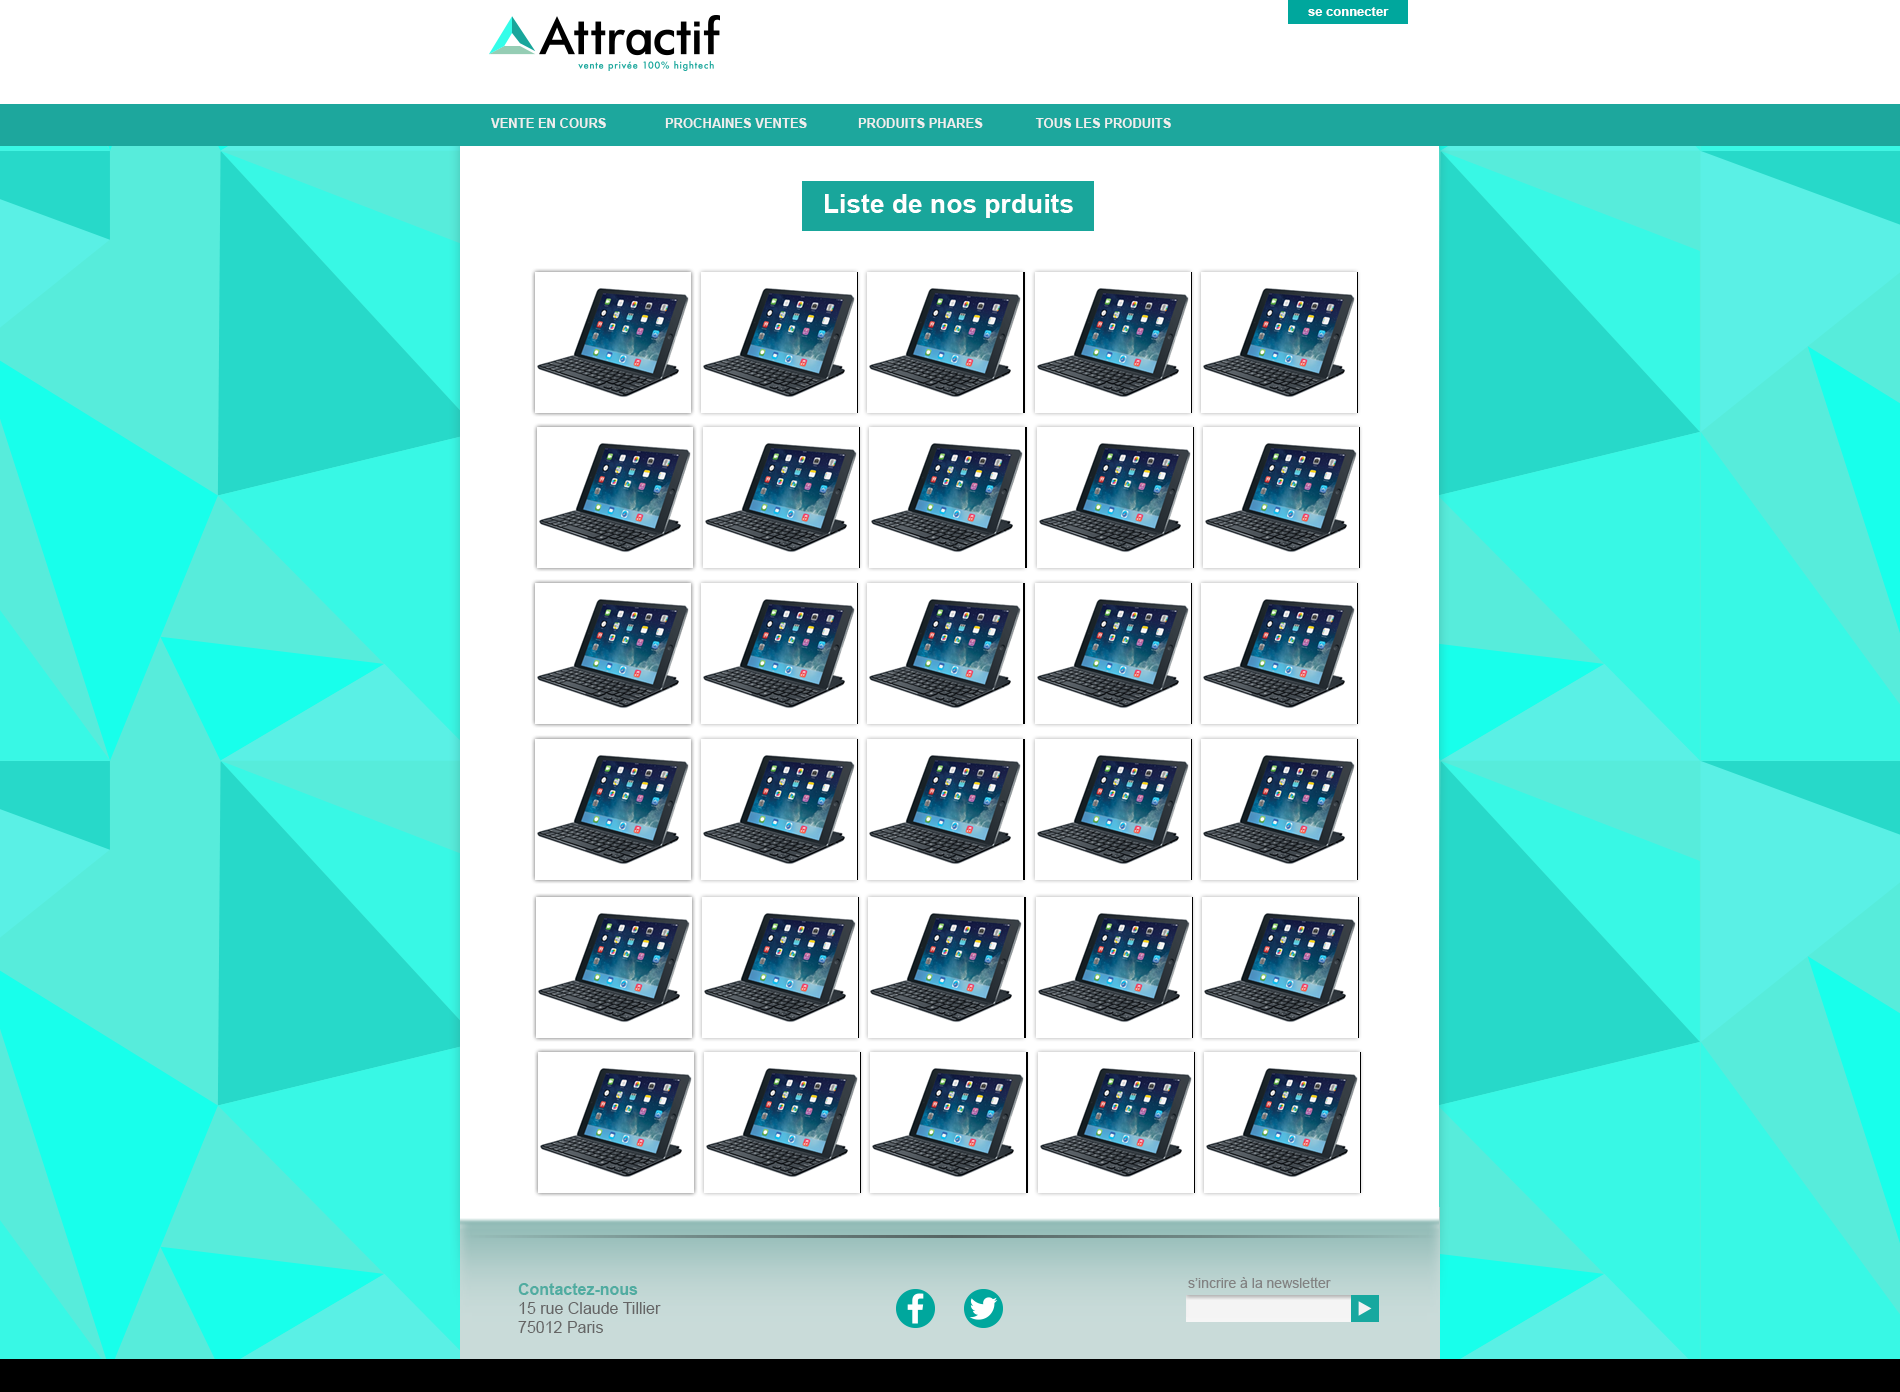 se connecter
Attractif
vente privée 100% hightech
VENTE EN COURS
PROCHAINES VENTES
PRODUITS PHARES
TOUS LES PRODUITS
Liste de nos prduits
Contactez-nous
15 rue Claude Tillier
75012 Paris
s'incrire à la newsletter